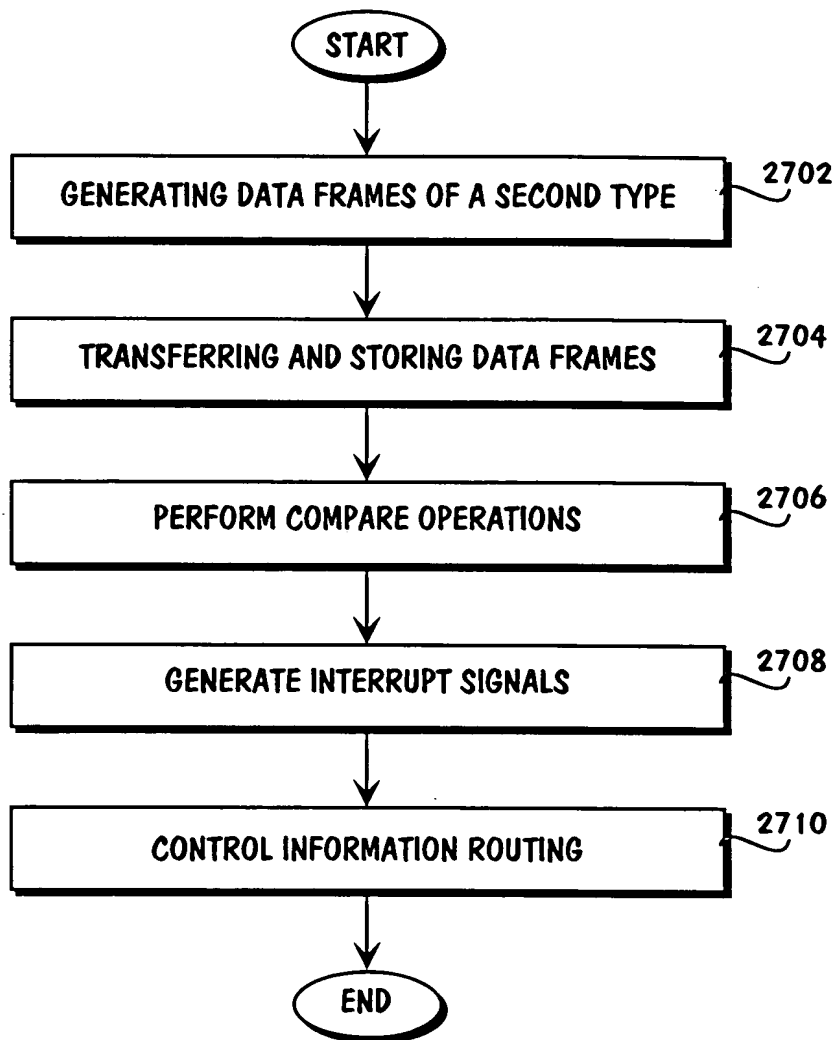 START
GENERATING DATA FRAMES OF A SECOND TYPE
2702
TRANSFERRING AND STORING DATA FRAMES
2704
PERFORM COMPARE OPERATIONS
2706
GENERATE INTERRUPT SIGNALS
2708
CONTROL INFORMATION ROUTING
2710
END